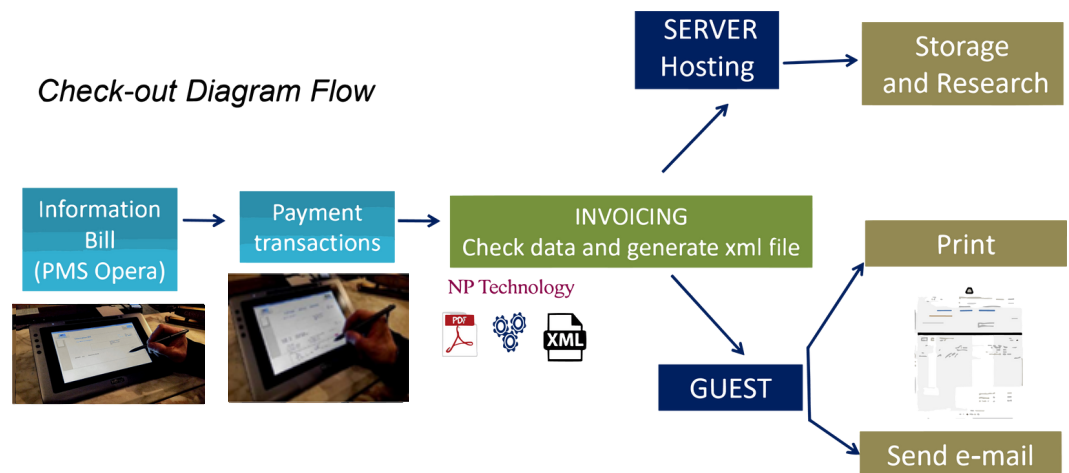 Check-out Diagram Flow
SERVER
Hosting
Storage
and Research
Information
Bill
(PMS Opera)
Payment
transactions
INVOICING
Check data and generate xml file
NP Technology
PDF
XML
GUEST
Print
Send e-mail